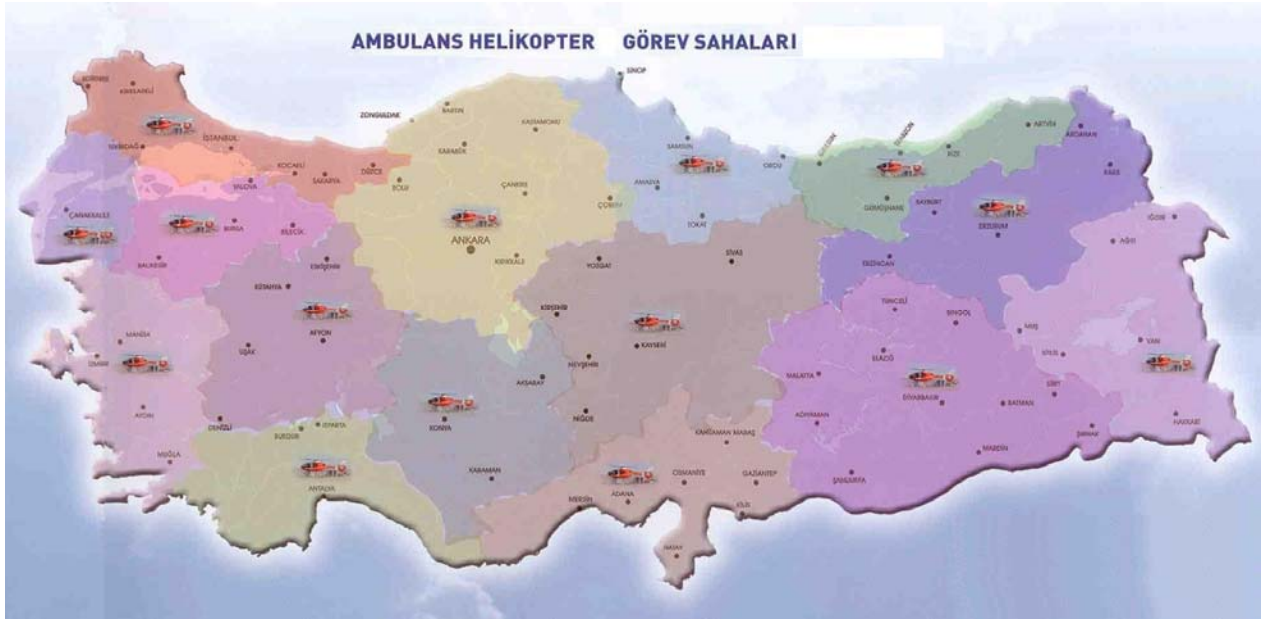 AMBULANS HELİKOPTER GÖREV SAHALARI
SİNOP
EDİRNE
KIRKLARELİ
ZONGULDAK
BARTIN
KASTAMONU
ARTVİN
ARDAHAN
TEKİRDAĞ
İSTANBUL
KOCAELİ
SAKARYA
DÜZCE
BOLU
KARABÜK
ÇANKIRI
ÇORUM
SAMSUN
AMASYA
TOKAT
ORDU
GİRESUN
TRABZON
RİZE
GÜMÜŞHANE
BAYBURT
KARS
YALOVA
ÇANAKKALE
BURSA
BİLECİK
ANKARA
KIRIKKALE
ERZURUM
IĞDIR
AĞRI
BALIKESİR
ESKİŞEHİR
YOZGAT
SİVAS
ERZİNCAN
KÜTAHYA
KIRŞEHİR
TUNCELİ
BİNGÖL
MUŞ
VAN
MANİSA
İZMİR
UŞAK
AFYON
KAYSERİ
NEVŞEHİR
ELAZIĞ
BİTLİS
AKSARAY
MALATYA
DİYARBAKIR
BATMAN
SİİRT
AYDIN
DENİZLİ
BURDUR
ISPARTA
KONYA
NİĞDE
ADIYAMAN
HAKKARİ
ŞIRNAK
MUĞLA
KAHRAMAN MARAŞ
MARDİN
ANTALYA
KARAMAN
MERSİN
ADANA
OSMANİYE
GAZİANTEP
ŞANLIURFA
KİLİS
HATAY